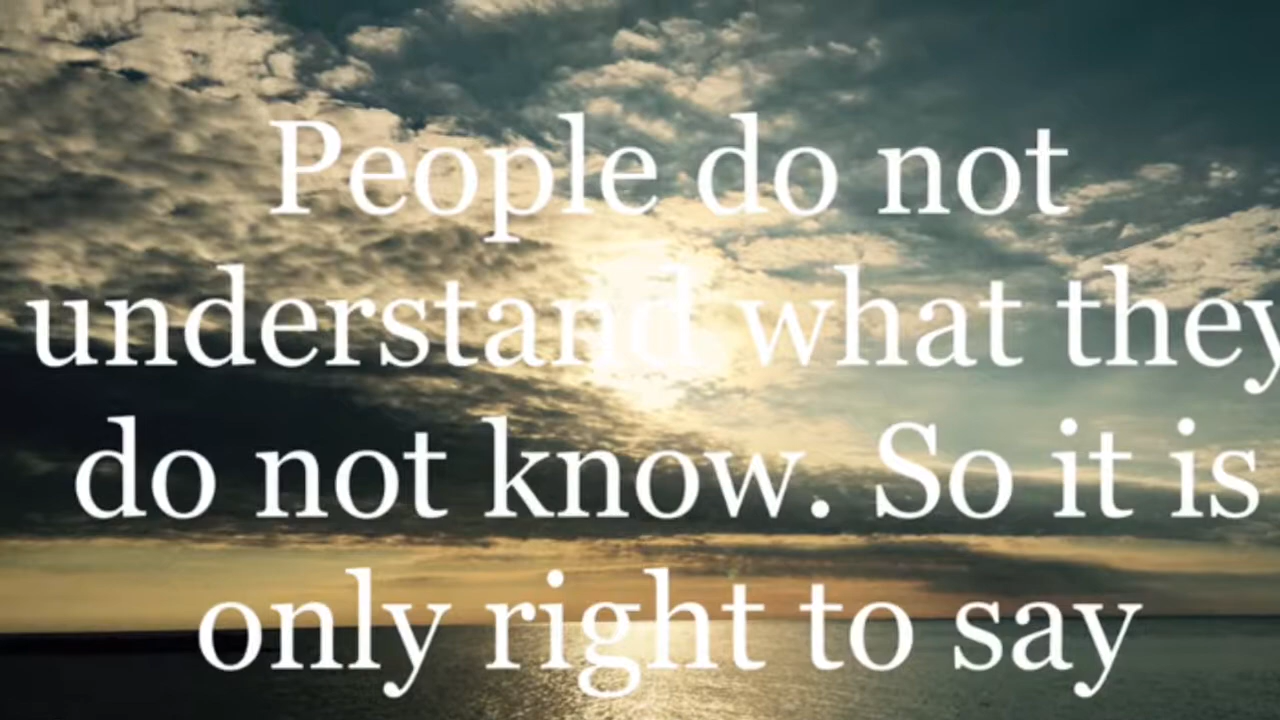 People do not
understand what they
do not know. So it is
only right to say